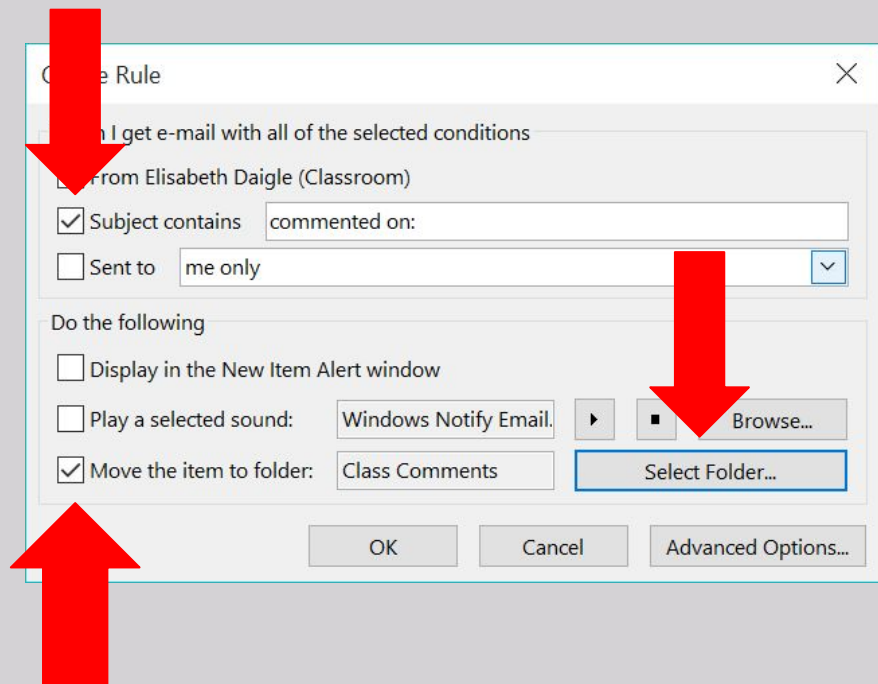 Rule
I get e-mail with all of the selected conditions
From Elisabeth Daigle (Classroom)
Subject contains commented on:
Sent to me only
Do the following
Display in the New Item Alert window
Play a selected sound: Windows Notify Email. Browse...
Move the item to folder: Class Comments Select Folder...
OK Cancel Advanced Options...